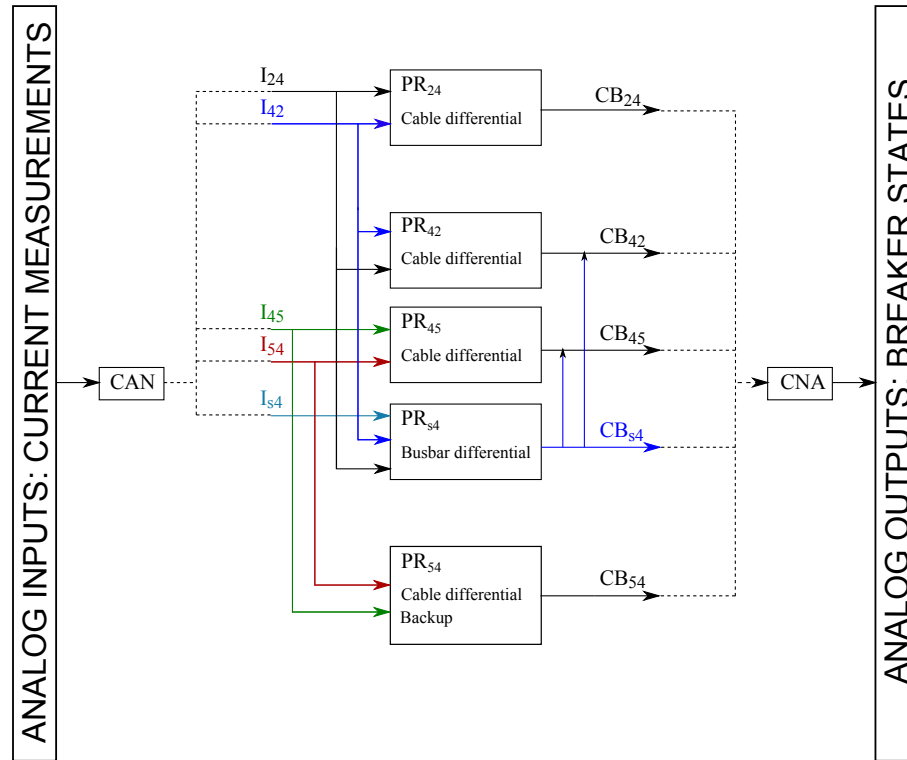 ANALOG INPUTS: CURRENT MEASUREMENTS
CAN
I24
I42
I45
I54
Is4
PR24
Cable differential
PR42
Cable differential
PR45
Cable differential
PRs4
Busbar differential
PR54
Cable differential
Backup
CB24
CB42
CB45
CBs4
CB54
CNA
ANALOG OUTPUTS: BREAKER STATES